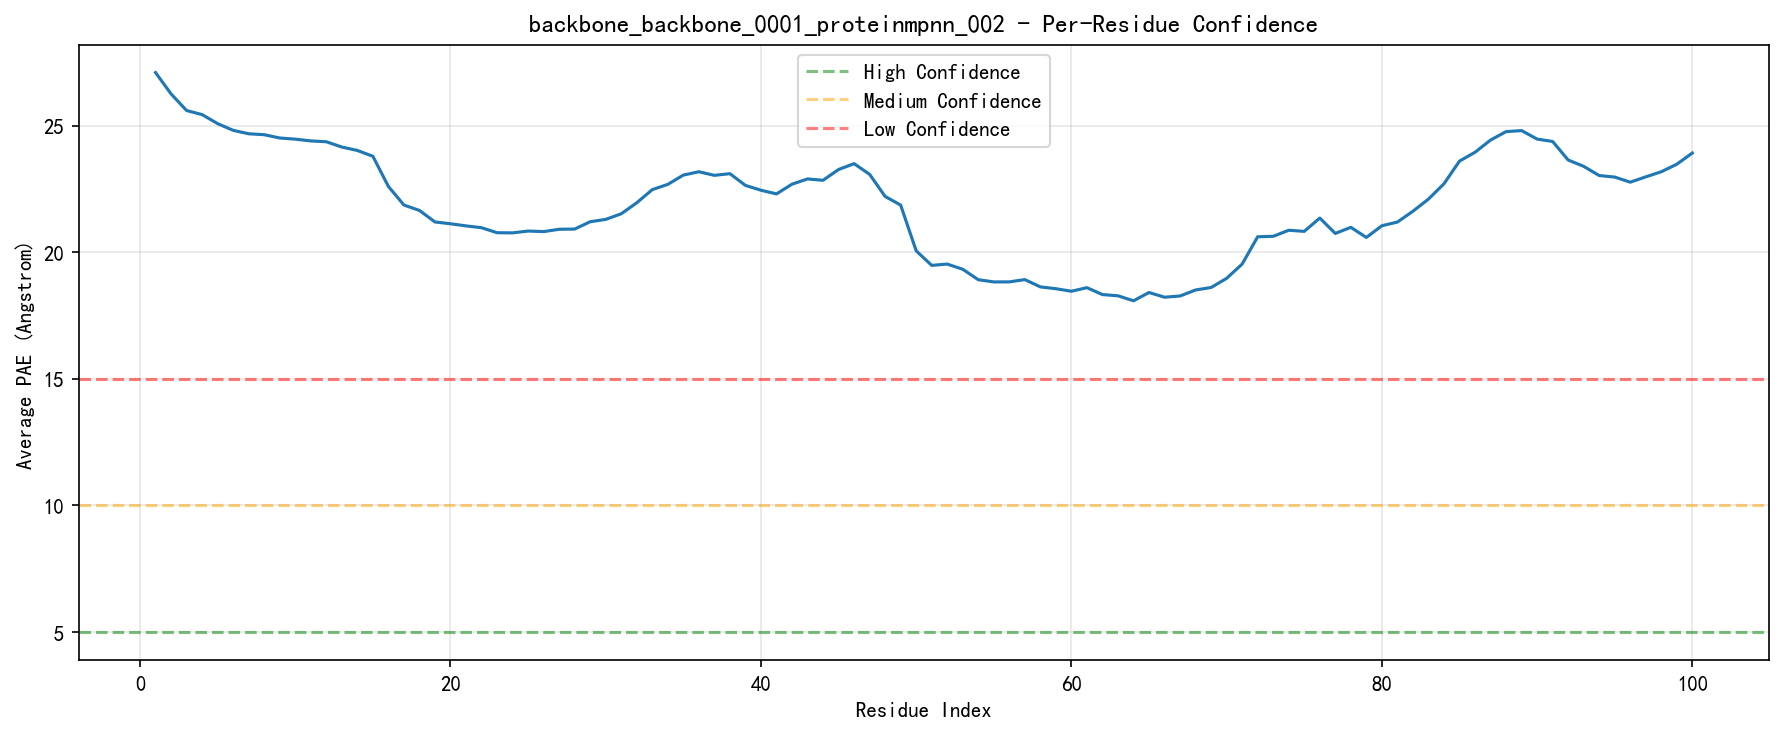 backbone_backbone_0001_proteinmpnn_002 - Per-Residue Confidence
High Confidence
Medium Confidence
Low Confidence
Average PAE (Angstrom)
25
20
15
10
5
0 20 40 60 80 100
Residue Index